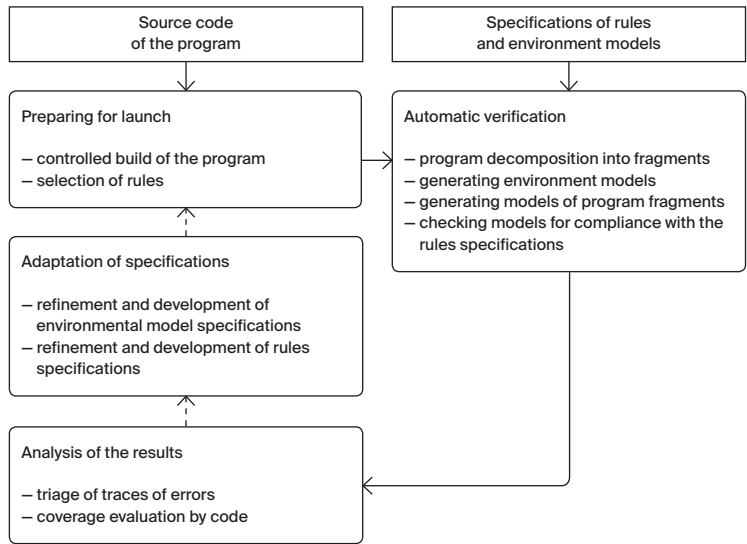 Source code
of the program
Specifications of rules
and environment models
Preparing for launch
– controlled build of the program
– selection of rules
Automatic verification
– program decomposition into fragments
– generating environment models
– generating models of program fragments
– checking models for compliance with the
rules specifications
Adaptation of specifications
– refinement and development of
environmental model specifications
– refinement and development of rules
specifications
Analysis of the results
– triage of traces of errors
– coverage evaluation by code